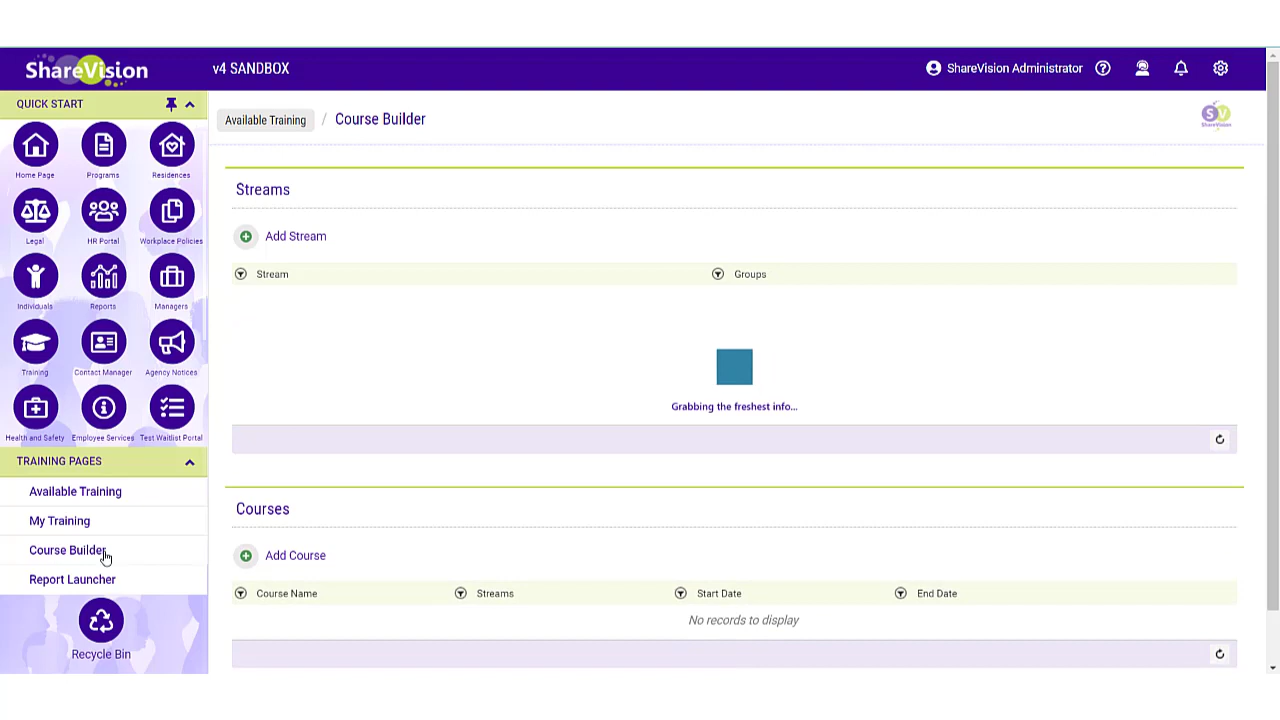 ShareVision
v4 SANDBOX
ShareVision Administrator
QUICK START
Home Page
Programs
Residences
Legal
HR Portal
Workplace Policies
Individuals
Reports
Managers
Training
Contact Manager
Agency Notices
Health and Safety
Employee Services
Test Waitlist Portal
TRAINING PAGES
Available Training
My Training
Course Builder
Report Launcher
Recycle Bin
Available Training / Course Builder
SV
ShareVision
Streams
Add Stream
Stream Groups
Grabbing the freshest info...
Courses
Add Course
Course Name Streams Start Date End Date
No records to display